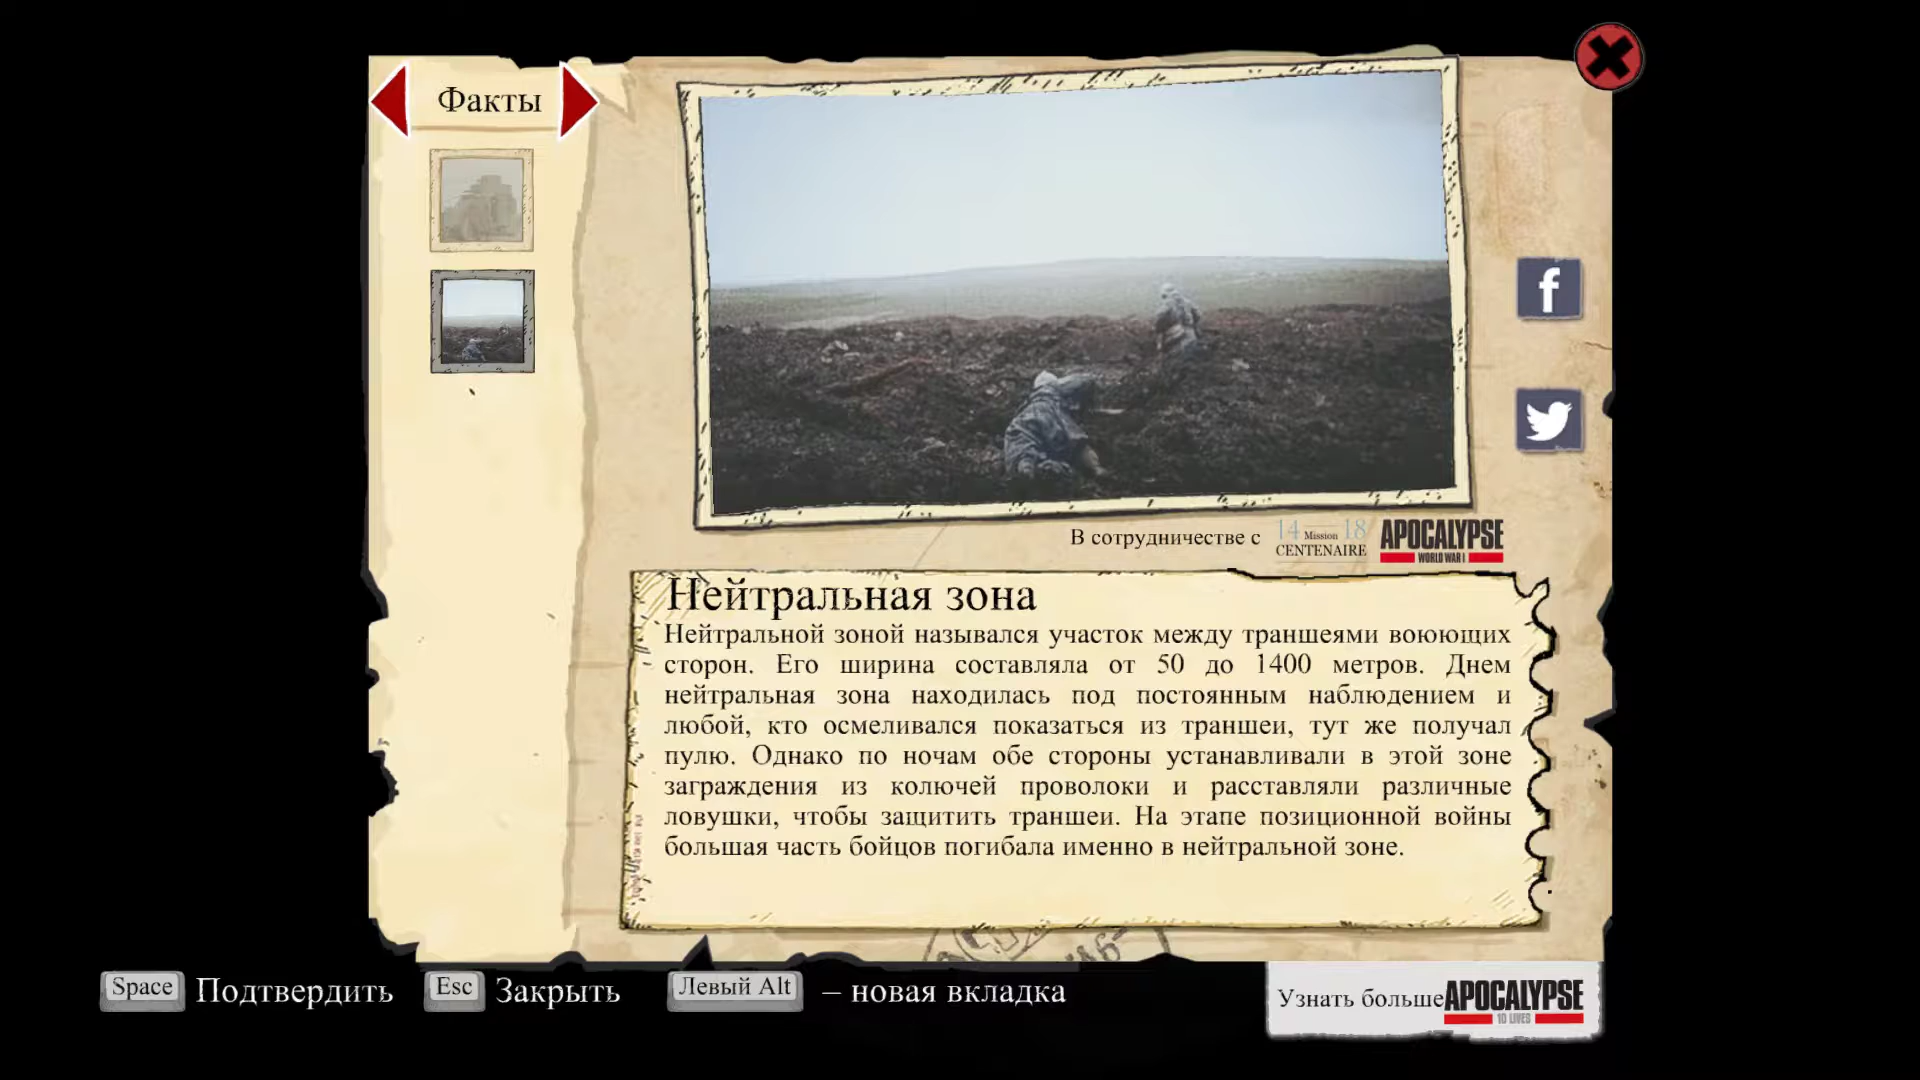 Факты
В сотрудничестве с
14 Mission 18
CENTENAIRE
APOCALYPSE
WORLD WAR I
Нейтральная зона
Нейтральной зоной назывался участок между траншеями воюющих
сторон. Его ширина составляла от 50 до 1400 метров. Днем
нейтральная зона находилась под постоянным наблюдением и
любой, кто осмеливался показаться из траншеи, тут же получал
пулю. Однако по ночам обе стороны устанавливали в этой зоне
заграждения из колючей проволоки и расставляли различные
ловушки, чтобы защитить траншеи. На этапе позиционной войны
большая часть бойцов погибала именно в нейтральной зоне.
Space Подтвердить Esc Закрыть Левый Alt – новая вкладка
Узнать больше APOCALYPSE
10 LIVES